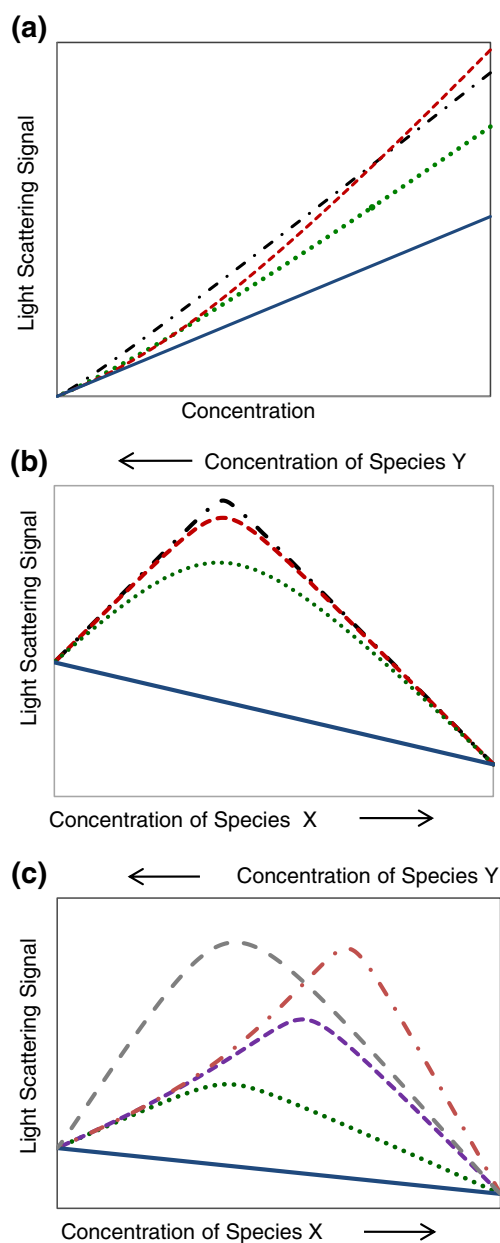 (a)
Light Scattering Signal
Concentration
(b)
Concentration of Species Y
Light Scattering Signal
Concentration of Species X
(c)
Concentration of Species Y
Light Scattering Signal
Concentration of Species X